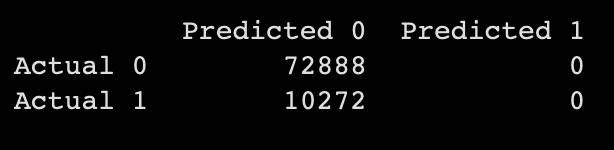 Predicted 0 Predicted 1
Actual 0 72888 0
Actual 1 10272 0